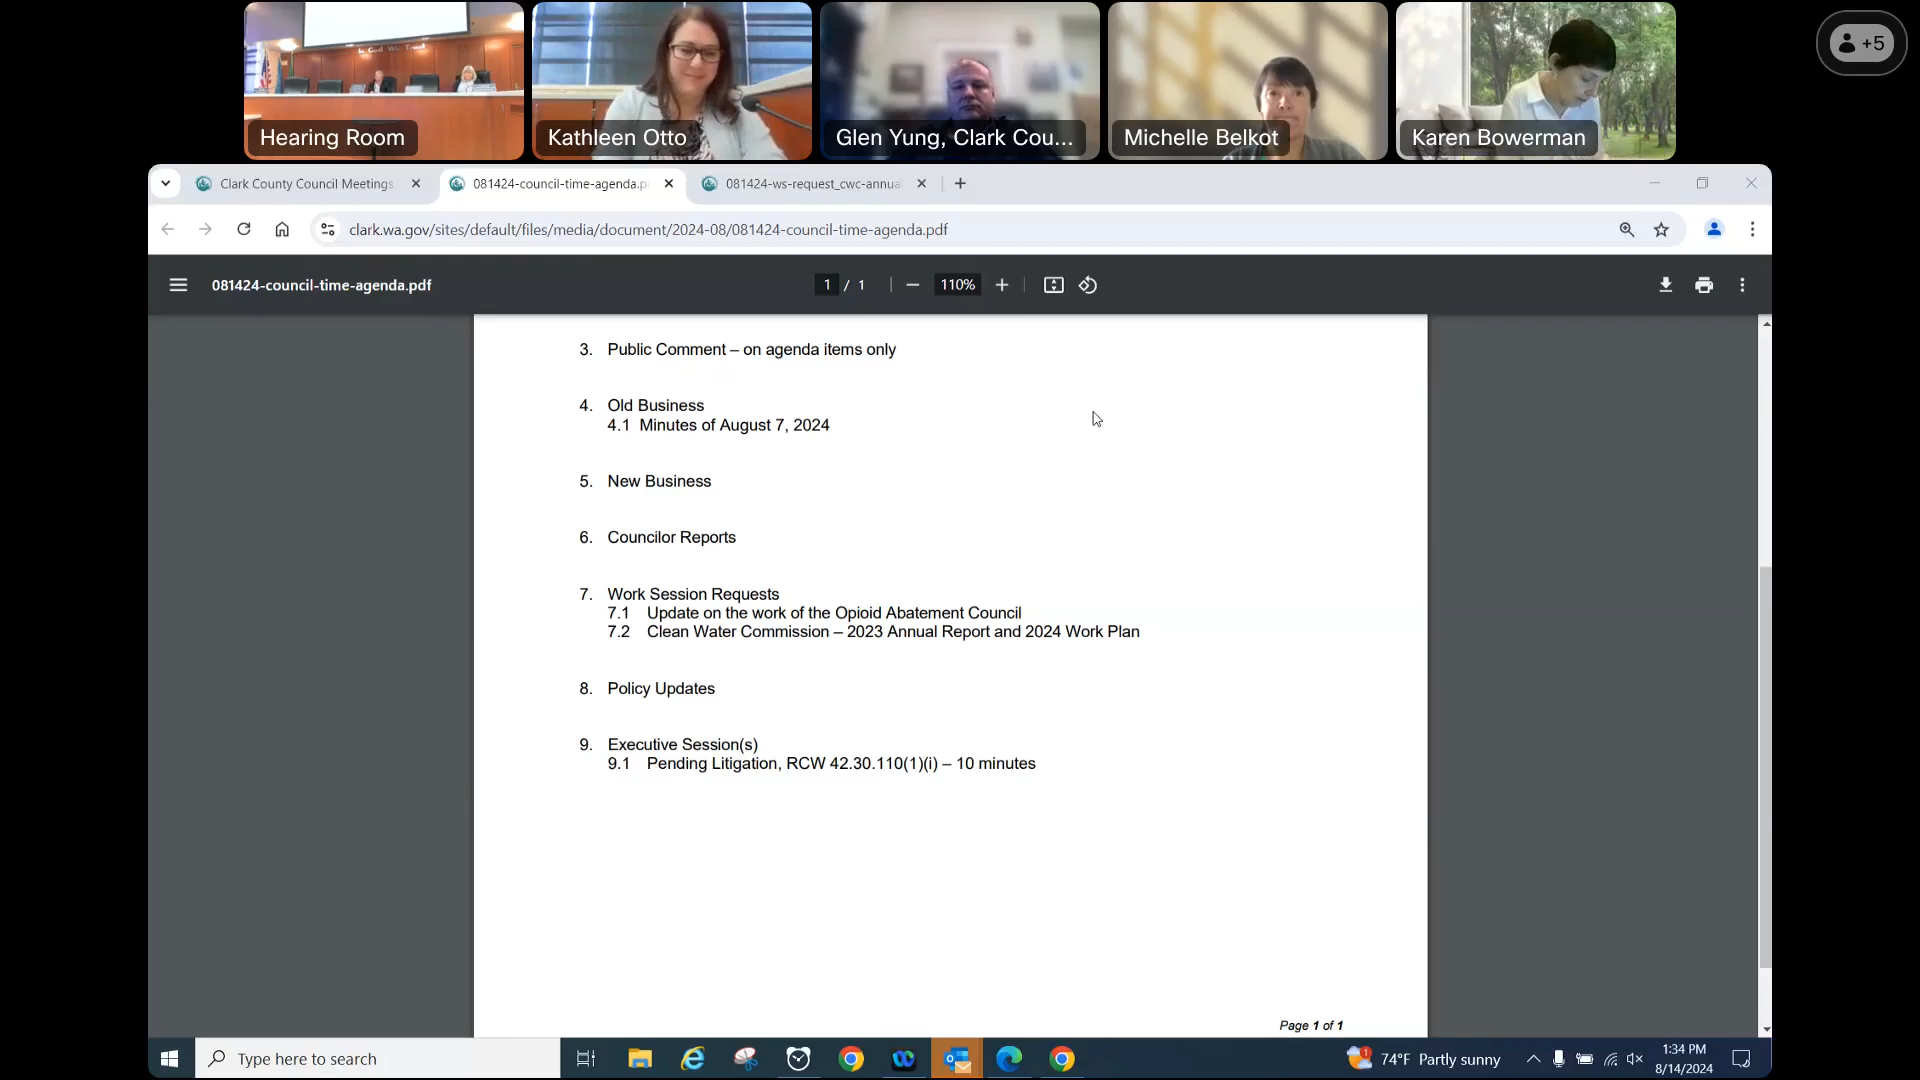 In God We Trust
+5
Hearing Room
Kathleen Otto
Glen Yung, Clark Cou...
Michelle Belkot
Karen Bowerman
Clark County Council Meetings
081424-council-time-agenda.p
081424-ws-request_cwc-annua
clark.wa.gov/sites/default/files/media/document/2024-08/081424-council-time-agenda.pdf
081424-council-time-agenda.pdf
1 / 1
110%
3. Public Comment – on agenda items only
4. Old Business
4.1 Minutes of August 7, 2024
5. New Business
6. Councilor Reports
7. Work Session Requests
7.1 Update on the work of the Opioid Abatement Council
7.2 Clean Water Commission – 2023 Annual Report and 2024 Work Plan
8. Policy Updates
9. Executive Session(s)
9.1 Pending Litigation, RCW 42.30.110(1)(i) – 10 minutes
Page 1 of 1
Type here to search
1
74°F Partly sunny
1:34 PM
8/14/2024